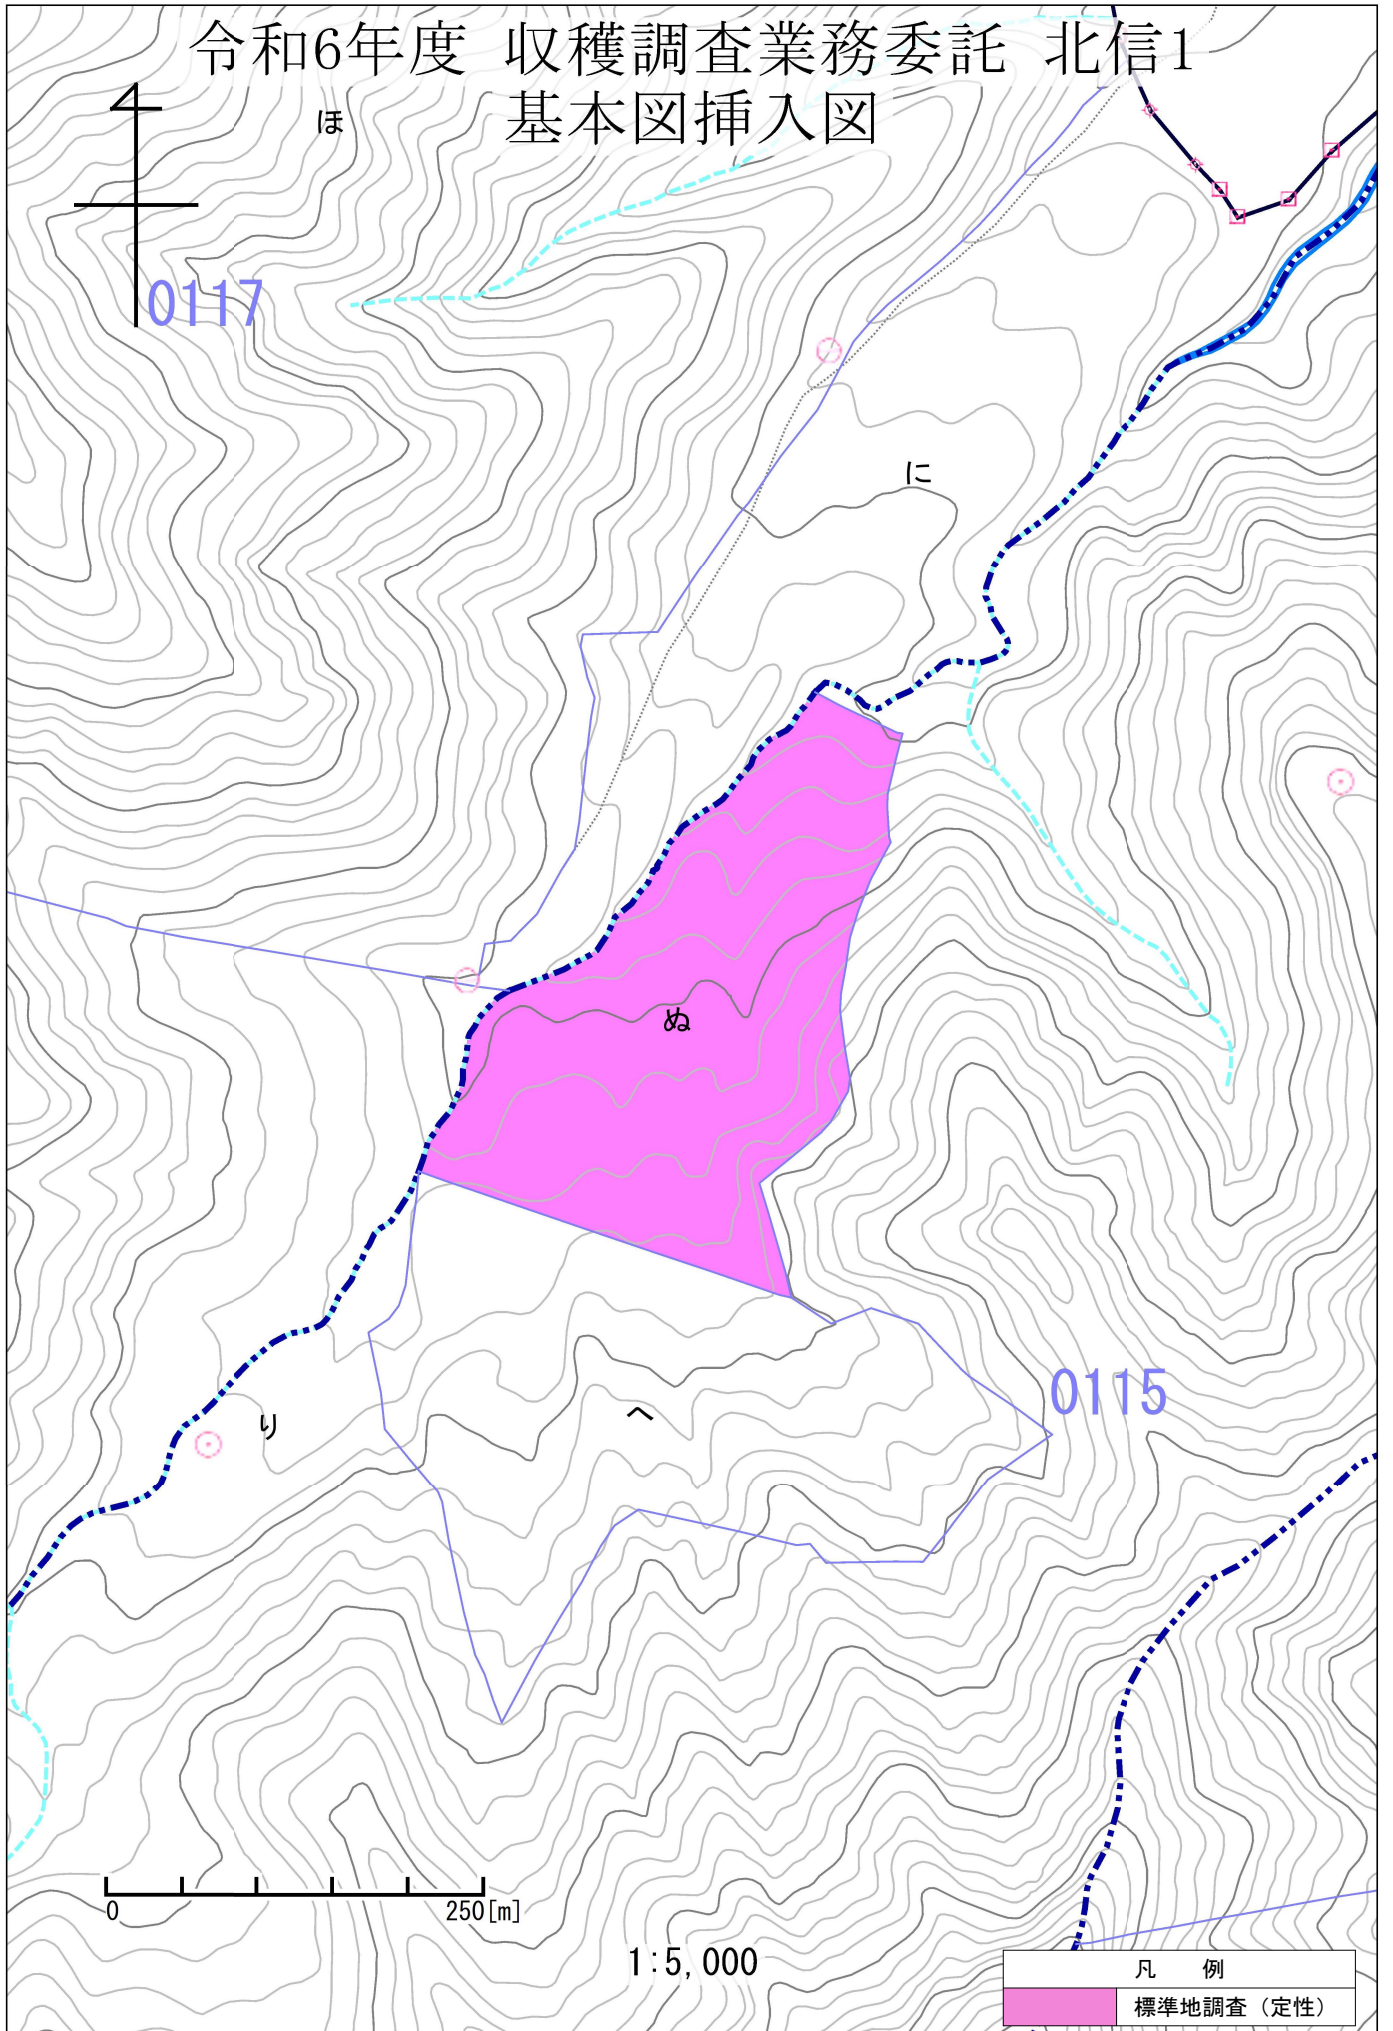 令和6年度 収穫調査業務委託 北信1
基本図挿入図
ほ
0117
に
ぬ
0115
へ
り
0 250[m]
1:5,000
凡 例
標準地調査（定性）